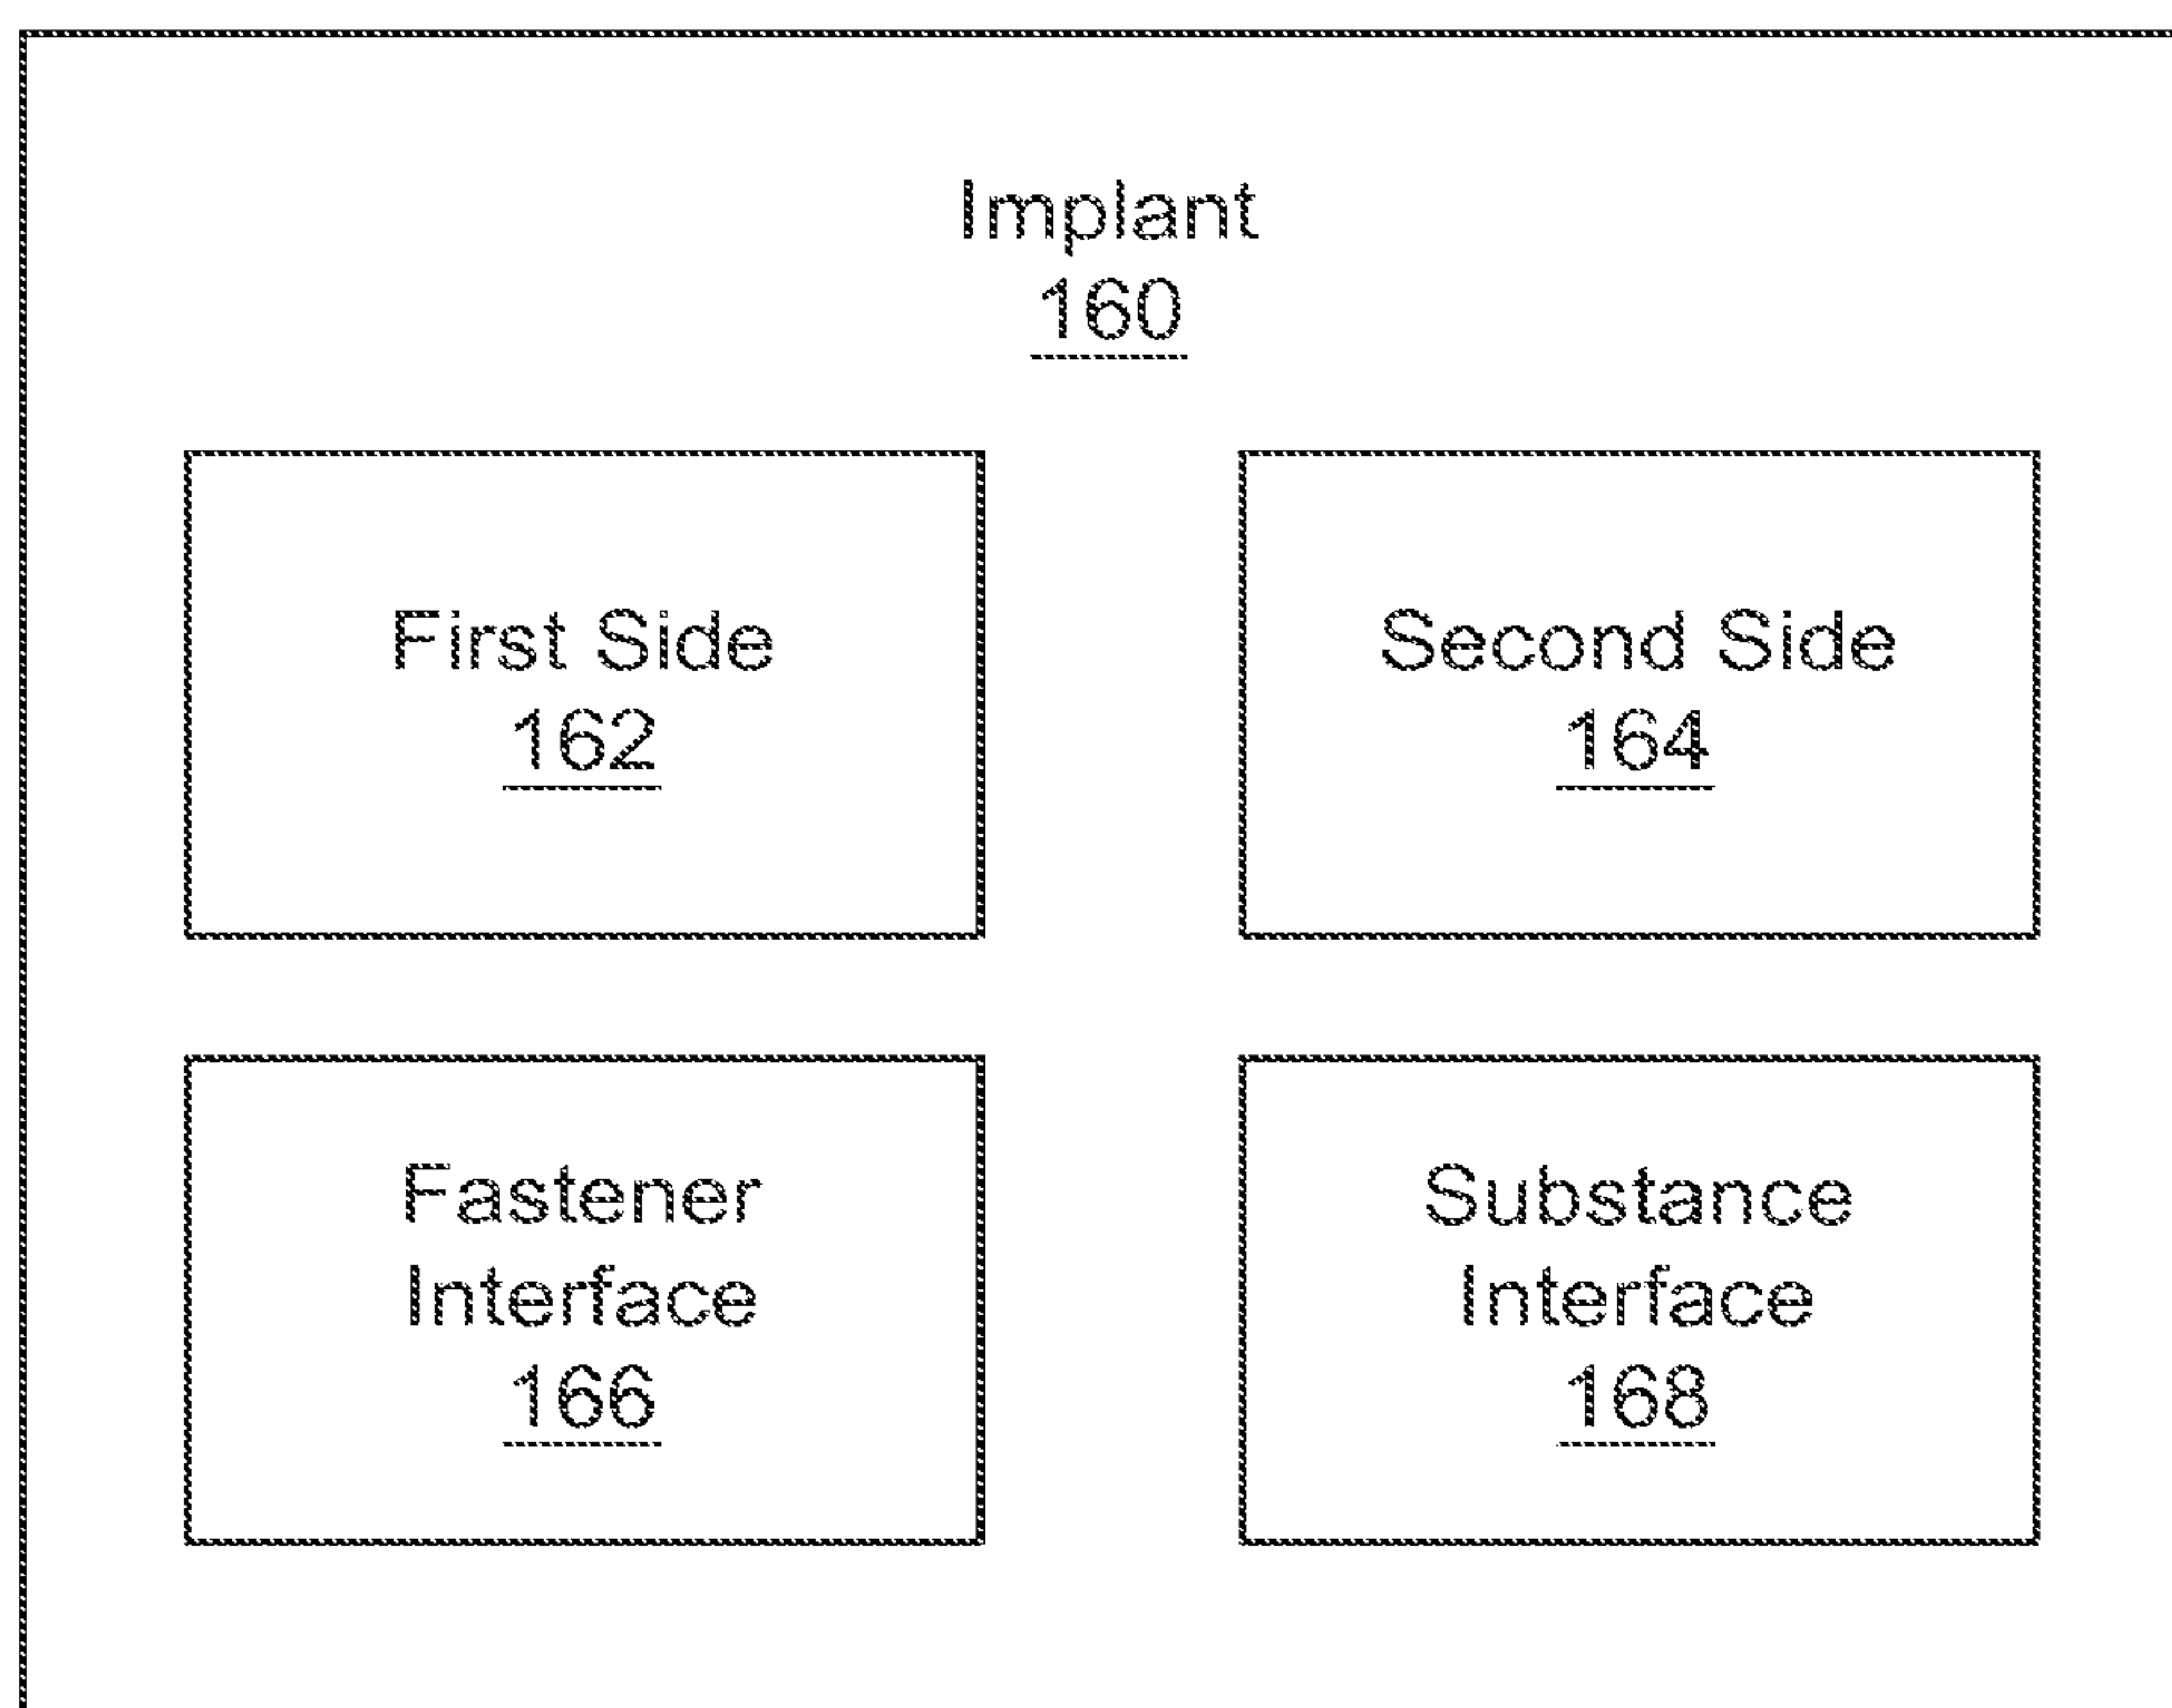 Implant
160
First Side
162
Second Side
164
Fastener
Interface
166
Substance
Interface
168